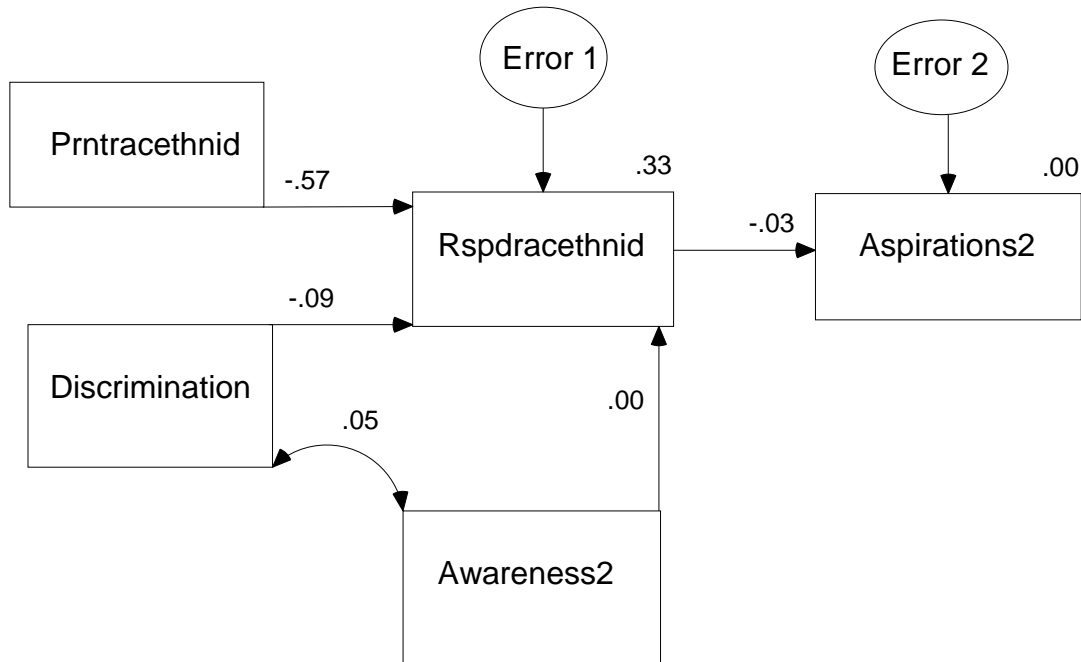 Error 1
Error 2
Prntracethnid
-.57
.33
.00
Rspdracethnid
-.03
Aspirations2
-.09
Discrimination
.05
.00
Awareness2